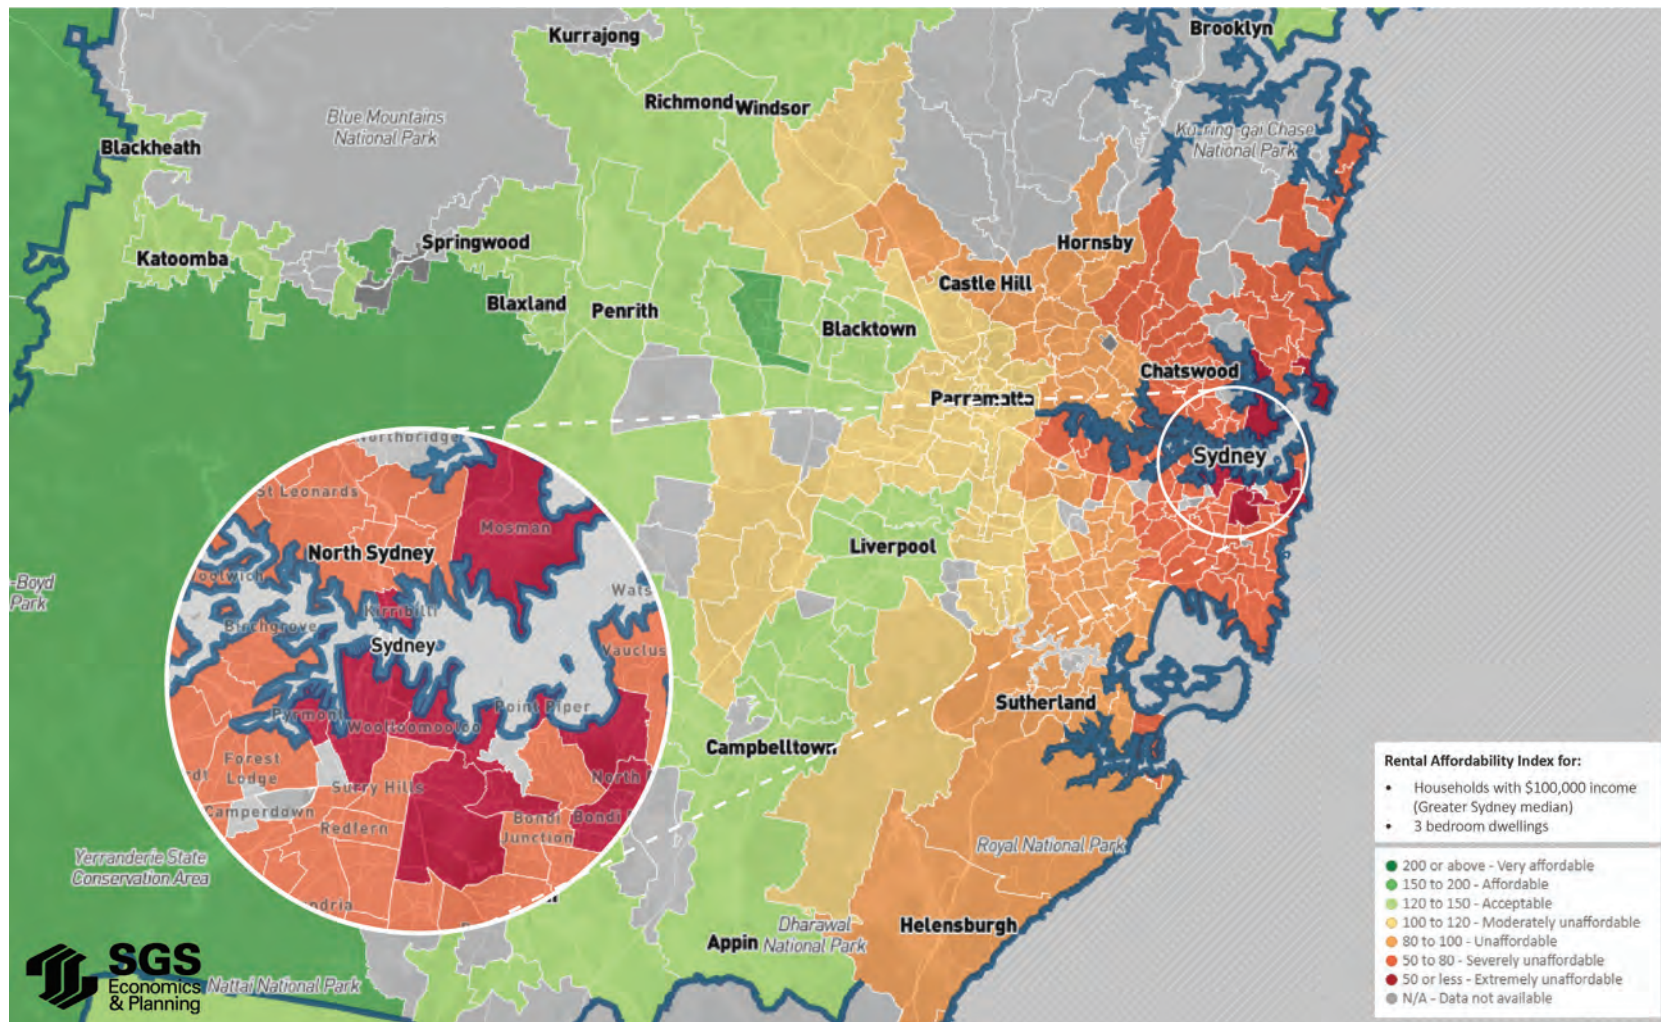 Brooklyn
Kurrajong
Richmond
Windsor
Blue Mountains
National Park
Ku-ring-gai Chase
National Park
Blackheath
Katoomba
Springwood
Hornsby
Castle Hill
Blaxland
Penrith
Blacktown
Chatswood
Parramatta
Sydney
Northbridge
St Leonards
Mosman
North Sydney
Liverpool
-Boyd
Park
Kirribilli
Birchgrove
Sydney
Wats
Vauclus
Point Piper
Pyrmont
Woolloomooloo
Sutherland
Campbelltown
Forest
Lodge
Surry Hills
North
Camperdown
Redfern
Bondi
Junction
Bondi
Yerranderie State
Conservation Area
ndria
Royal National Park
Dharawal
National Park
Helensburgh
Appin
Nattai National Park
SGS
Economics
& Planning
Rental Affordability Index for:
• Households with $100,000 income
(Greater Sydney median)
• 3 bedroom dwellings
200 or above - Very affordable
150 to 200 - Affordable
120 to 150 - Acceptable
100 to 120 - Moderately unaffordable
80 to 100 - Unaffordable
50 to 80 - Severely unaffordable
50 or less - Extremely unaffordable
N/A - Data not available